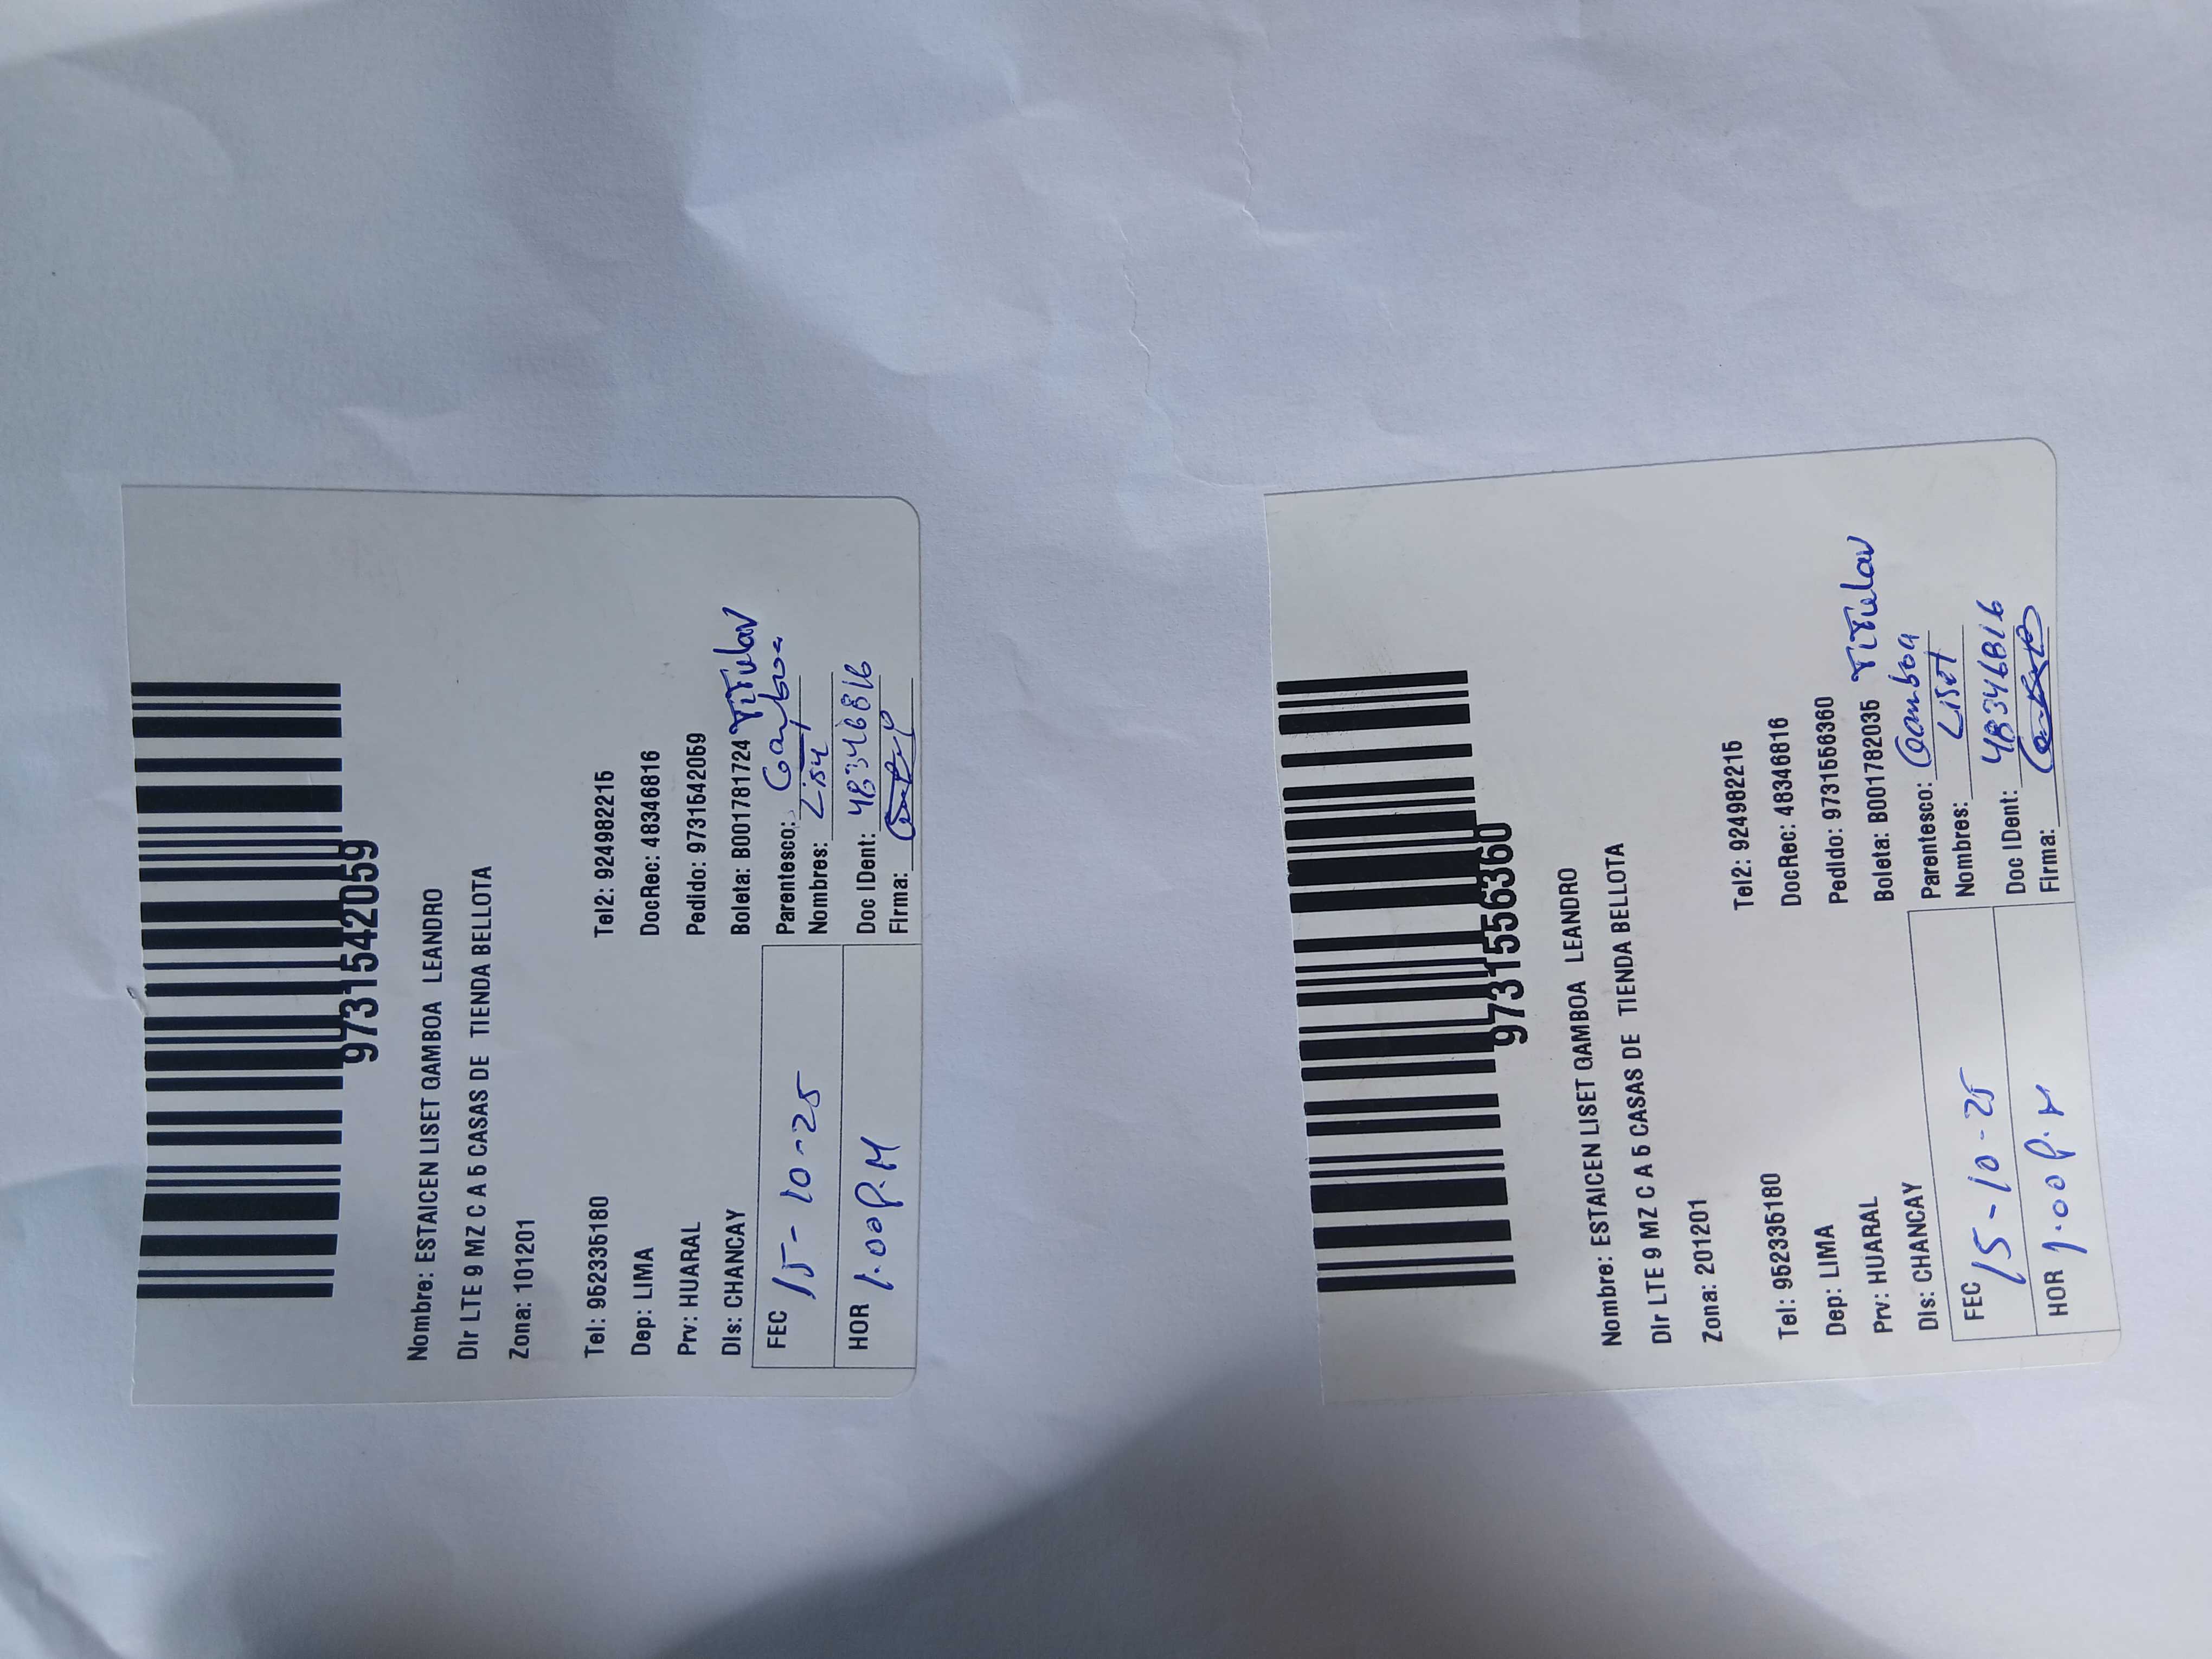 9731542059
Nombre: ESTAICEN LISET GAMBOA LEANDRO
Dir LTE 9 MZ C A 5 CASAS DE TIENDA BELLOTA
Zona: 101201
Tel: 952335180 Tel2: 924982215
Dep: LIMA DocRec: 48346816
Prv: HUARAL Pedido: 9731542059
Dis: CHANCAY Boleta: B001781724 Titular
FEC 15-10-25 Parentesco: Gamboa
Nombres:
HOR 1.00P.M Doc IDent: 48346816
Firma:
9731556360
Nombre: ESTAICEN LISET GAMBOA LEANDRO
Dir LTE 9 MZ C A 5 CASAS DE TIENDA BELLOTA
Zona: 201201
Tel: 952335180 Tel2: 924982215
Dep: LIMA DocRec: 48346816
Prv: HUARAL Pedido: 9731556360
Dis: CHANCAY Boleta: B001782035 Titular
FEC 15-10-25 Parentesco: Gamboa
Nombres: Liset
HOR 1.00P.M Doc IDent: 48346816
Firma: